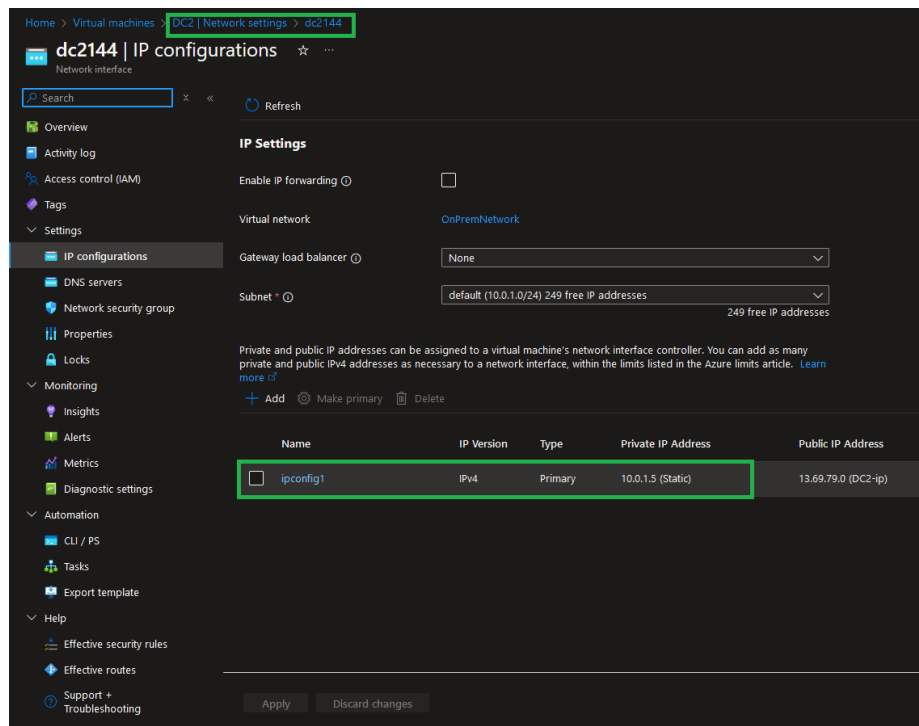 Home > Virtual machines > DC2 | Network settings > dc2144
dc2144 | IP configurations
Network interface
Search
Refresh
Overview
Activity log
Access control (IAM)
Tags
Settings
IP configurations
DNS servers
Network security group
Properties
Locks
Monitoring
Insights
Alerts
Metrics
Diagnostic settings
Automation
CLI / PS
Tasks
Export template
Help
Effective security rules
Effective routes
Support +
Troubleshooting
IP Settings
Enable IP forwarding
Virtual network OnPremNetwork
Gateway load balancer None
Subnet * default (10.0.1.0/24) 249 free IP addresses
249 free IP addresses
Private and public IP addresses can be assigned to a virtual machine's network interface controller. You can add as many
private and public IPv4 addresses as necessary to a network interface, within the limits listed in the Azure limits article. Learn
more
Add Make primary Delete
Name IP Version Type Private IP Address Public IP Address
ipconfig1 IPv4 Primary 10.0.1.5 (Static) 13.69.79.0 (DC2-ip)
Apply Discard changes